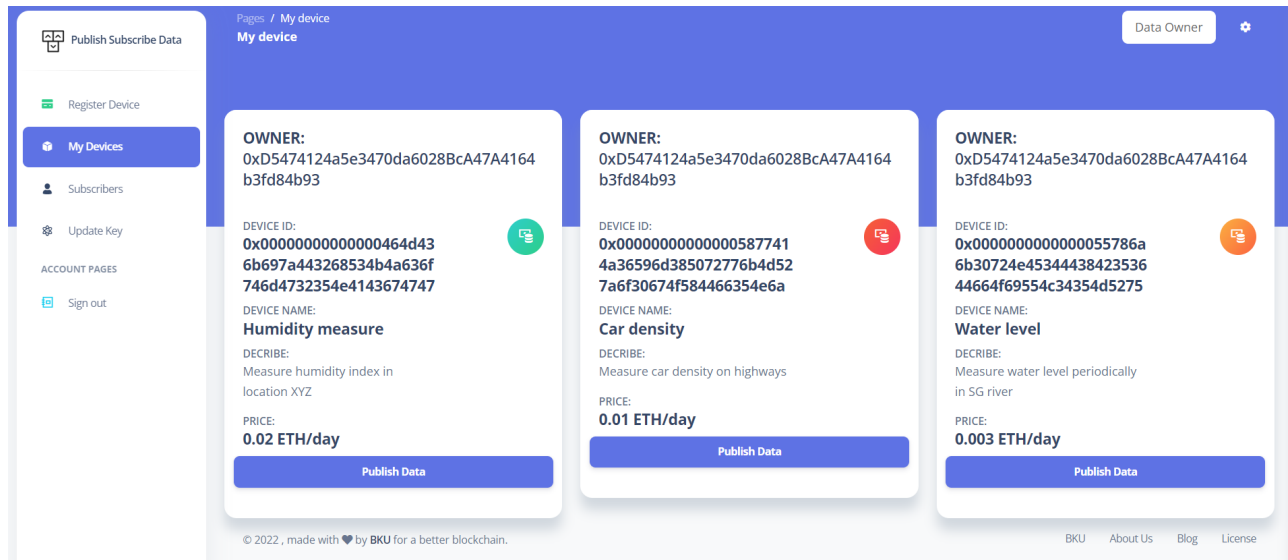 Publish Subscribe Data
Register Device
My Devices
Subscribers
Update Key
ACCOUNT PAGES
Sign out
Pages / My device
My device
Data Owner
OWNER:
0xD5474124a5e3470da6028BcA47A4164
b3fd84b93
DEVICE ID:
0x00000000000000464d43
6b697a443268534b4a636f
746d4732354e4143674747
DEVICE NAME:
Humidity measure
DECRIBE:
Measure humidity index in
location XYZ
PRICE:
0.02 ETH/day
Publish Data
OWNER:
0xD5474124a5e3470da6028BcA47A4164
b3fd84b93
DEVICE ID:
0x00000000000000587741
4a36596d385072776b4d52
7a6f30674f584466354e6a
DEVICE NAME:
Car density
DECRIBE:
Measure car density on highways
PRICE:
0.01 ETH/day
Publish Data
OWNER:
0xD5474124a5e3470da6028BcA47A4164
b3fd84b93
DEVICE ID:
0x0000000000000055786a
6b30724e45344438423536
44664f69554c34354d5275
DEVICE NAME:
Water level
DECRIBE:
Measure water level periodically
in SG river
PRICE:
0.003 ETH/day
Publish Data
© 2022 , made with ♥ by BKU for a better blockchain.
BKU About Us Blog License